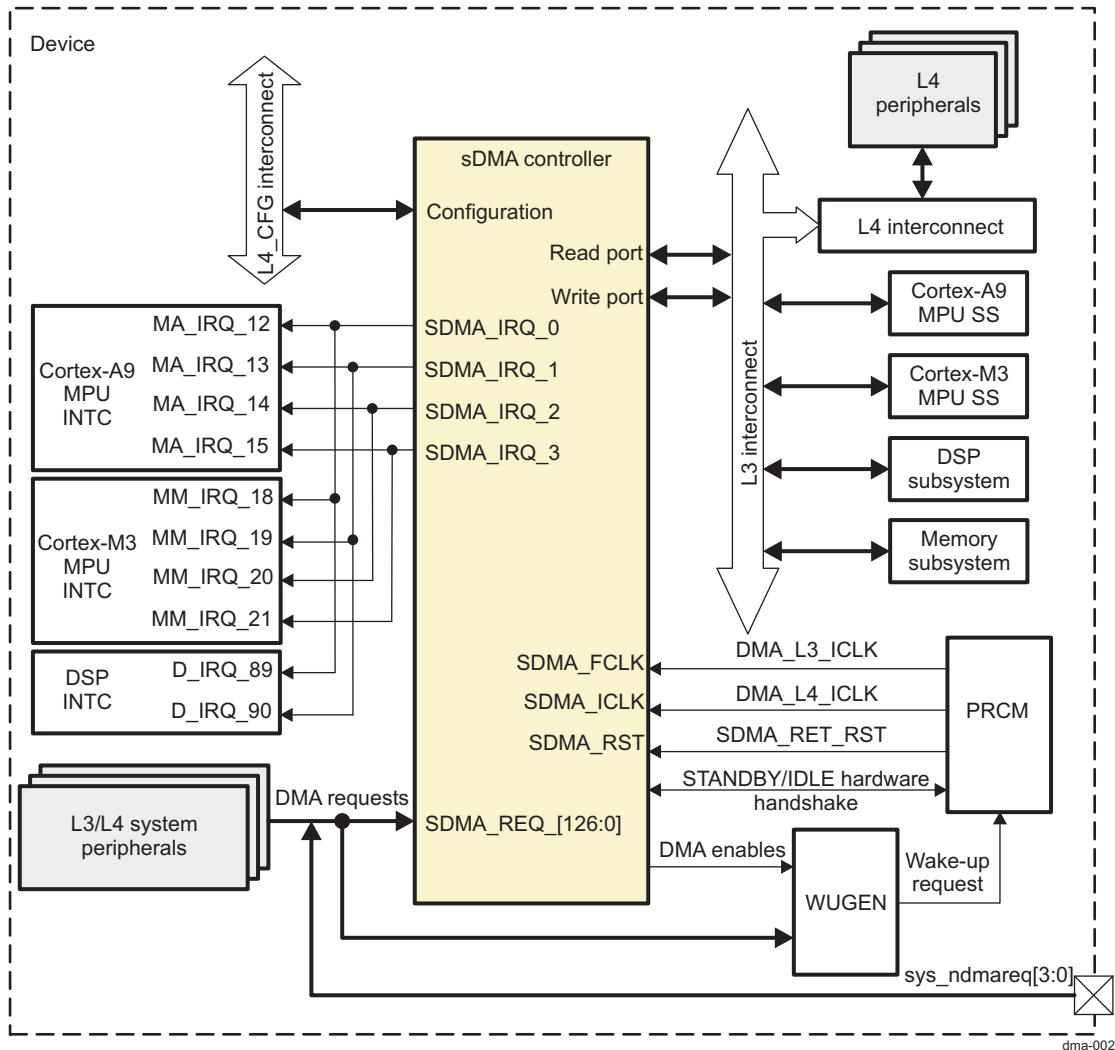 Device
L4_CFG interconnect
L4
peripherals
L4 interconnect
sDMA controller
Configuration
Read port
Write port
L3 interconnect
Cortex-A9
MPU SS
Cortex-M3
MPU SS
DSP
subsystem
Memory
subsystem
Cortex-A9
MPU
INTC
MA_IRQ_12
MA_IRQ_13
MA_IRQ_14
MA_IRQ_15
SDMA_IRQ_0
SDMA_IRQ_1
SDMA_IRQ_2
SDMA_IRQ_3
Cortex-M3
MPU
INTC
MM_IRQ_18
MM_IRQ_19
MM_IRQ_20
MM_IRQ_21
DSP
INTC
D_IRQ_89
D_IRQ_90
SDMA_FCLK
SDMA_ICLK
SDMA_RST
DMA_L3_ICLK
DMA_L4_ICLK
SDMA_RET_RST
STANDBY/IDLE hardware
handshake
PRCM
L3/L4 system
peripherals
DMA requests
SDMA_REQ_[126:0]
DMA enables
WUGEN
Wake-up
request
sys_ndmareq[3:0]
dma-002